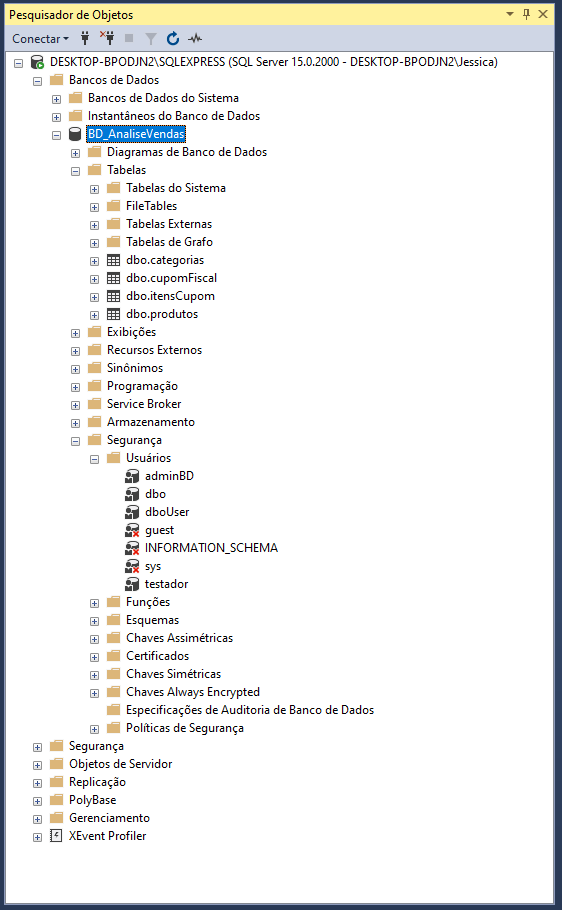 Pesquisador de Objetos
Conectar
DESKTOP-BPODJN2\SQLEXPRESS (SQL Server 15.0.2000 - DESKTOP-BPODJN2\Jessica)
Bancos de Dados
Bancos de Dados do Sistema
Instantâneos do Banco de Dados
BD_AnaliseVendas
Diagramas de Banco de Dados
Tabelas
Tabelas do Sistema
FileTables
Tabelas Externas
Tabelas de Grafo
dbo.categorias
dbo.cupomFiscal
dbo.itensCupom
dbo.produtos
Exibições
Recursos Externos
Sinônimos
Programação
Service Broker
Armazenamento
Segurança
Usuários
adminBD
dbo
dboUser
guest
INFORMATION_SCHEMA
sys
testador
Funções
Esquemas
Chaves Assimétricas
Certificados
Chaves Simétricas
Chaves Always Encrypted
Especificações de Auditoria de Banco de Dados
Políticas de Segurança
Segurança
Objetos de Servidor
Replicação
PolyBase
Gerenciamento
XEvent Profiler